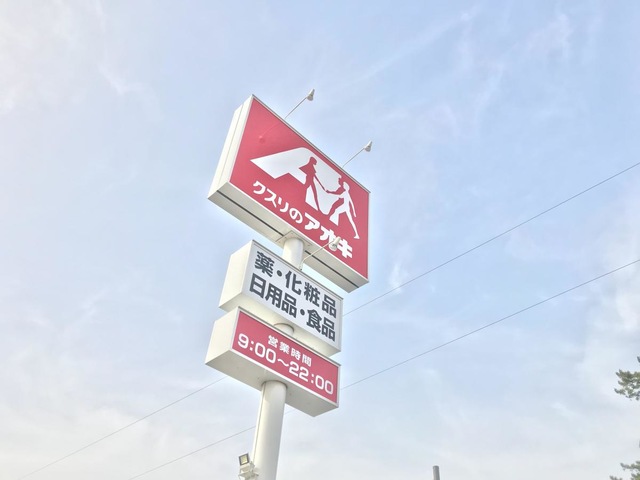 クスリのアオキ
薬・化粧品
日用品・食品
営業時間
9:00～22:00